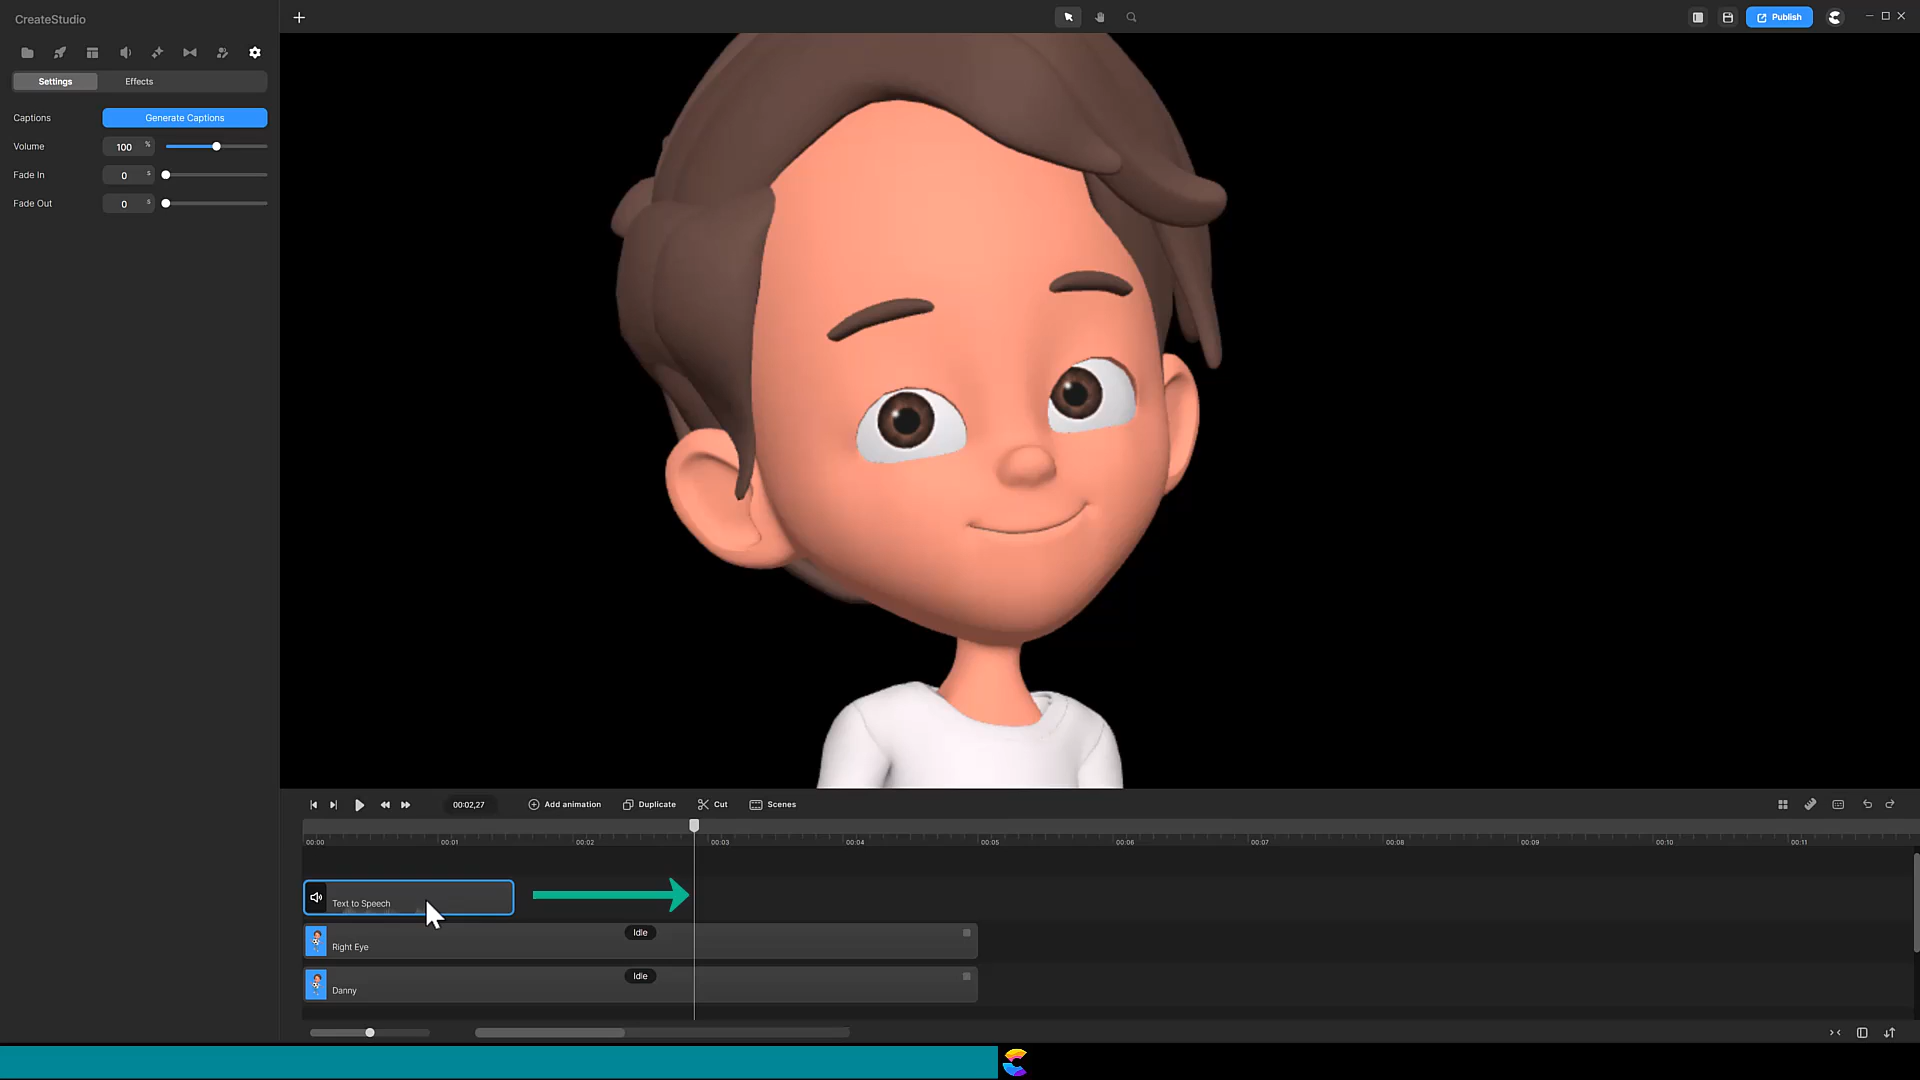 CreateStudio
Publish
Settings Effects
Captions Generate Captions
Volume 100 %
Fade In 0 s
Fade Out 0 s
00:02,27 Add animation Duplicate Cut Scenes
00:00 00:01 00:02 00:03 00:04 00:05 00:06 00:07 00:08 00:09 00:10 00:11
Text to Speech
Idle
Right Eye
Idle
Danny